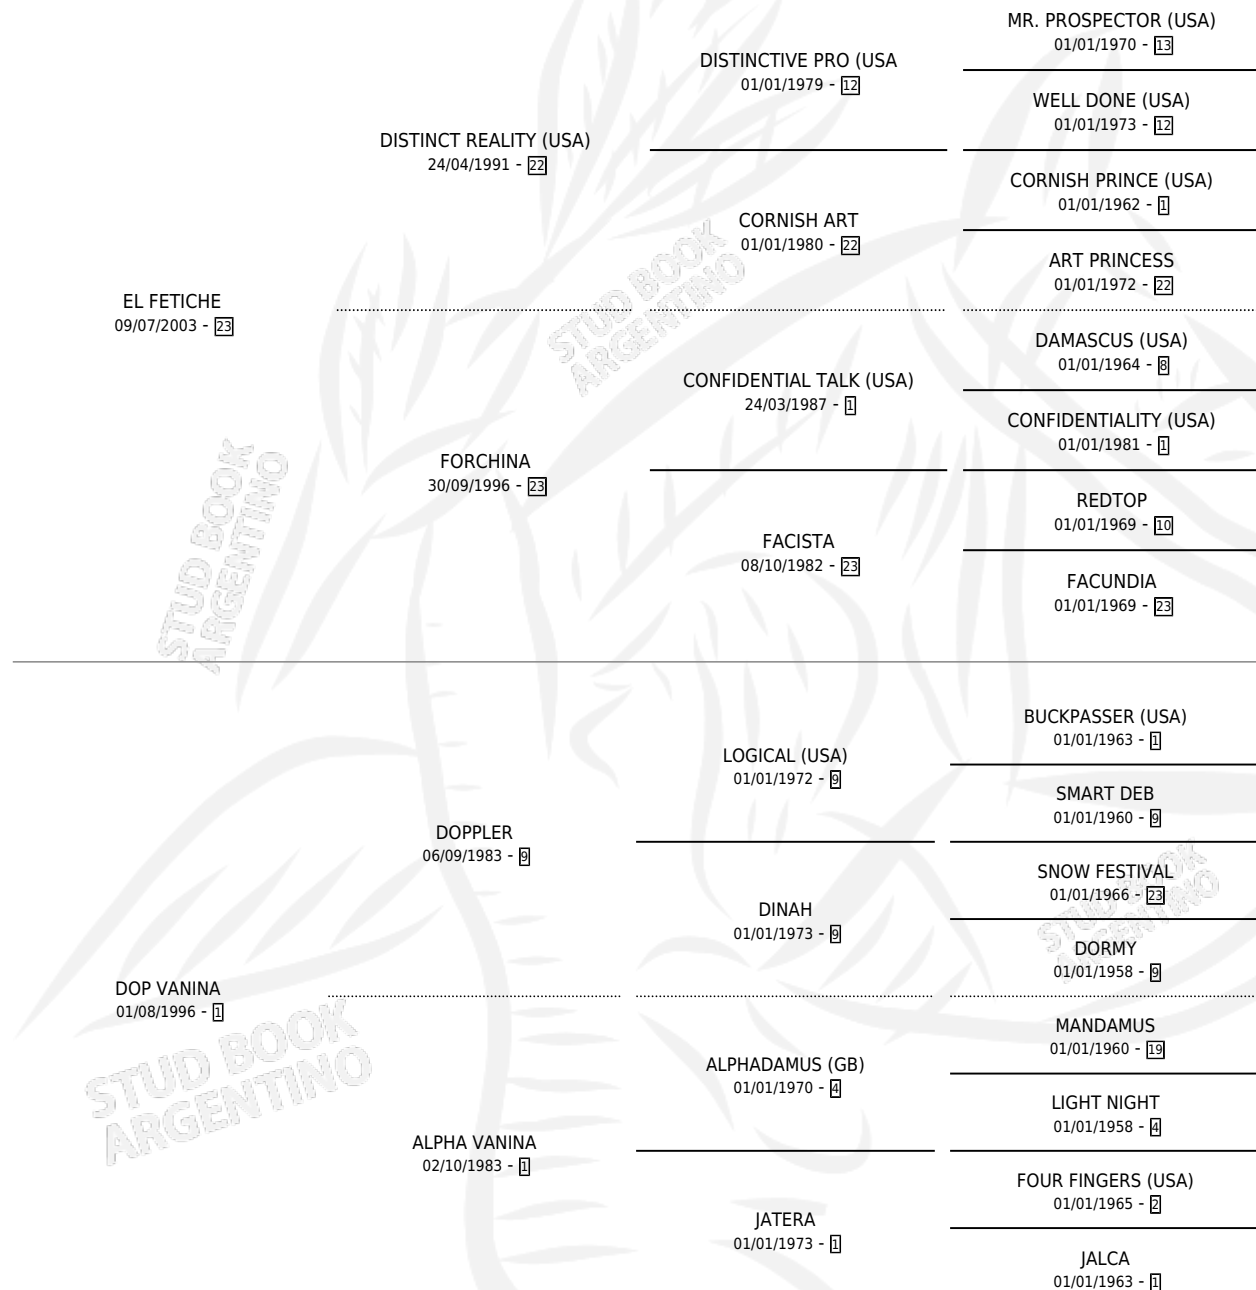 MR. PROSPECTOR (USA)
01/01/1970 - 13
DISTINCTIVE PRO (USA
01/01/1979 - 12
WELL DONE (USA)
01/01/1973 - 12
DISTINCT REALITY (USA)
24/04/1991 - 22
CORNISH PRINCE (USA)
01/01/1962 - 1
CORNISH ART
01/01/1980 - 22
ART PRINCESS
01/01/1972 - 22
EL FETICHE
09/07/2003 - 23
DAMASCUS (USA)
01/01/1964 - 8
CONFIDENTIAL TALK (USA)
24/03/1987 - 1
CONFIDENTIALITY (USA)
01/01/1981 - 1
FORCHINA
30/09/1996 - 23
REDTOP
01/01/1969 - 10
FACISTA
08/10/1982 - 23
FACUNDIA
01/01/1969 - 23
BUCKPASSER (USA)
01/01/1963 - 1
LOGICAL (USA)
01/01/1972 - 9
SMART DEB
01/01/1960 - 9
DOPPLER
06/09/1983 - 9
SNOW FESTIVAL
01/01/1966 - 23
DINAH
01/01/1973 - 9
DORMY
01/01/1958 - 9
DOP VANINA
01/08/1996 - 1
MANDAMUS
01/01/1960 - 19
ALPHADAMUS (GB)
01/01/1970 - 4
LIGHT NIGHT
01/01/1958 - 4
ALPHA VANINA
02/10/1983 - 1
FOUR FINGERS (USA)
01/01/1965 - 2
JATERA
01/01/1973 - 1
JALCA
01/01/1963 - 1
STUD BOOK
ARGENTINO
STUD BOOK
ARGENTINO
STUD BOOK
ARGENTINO
STUD BOOK
ARGENTINO